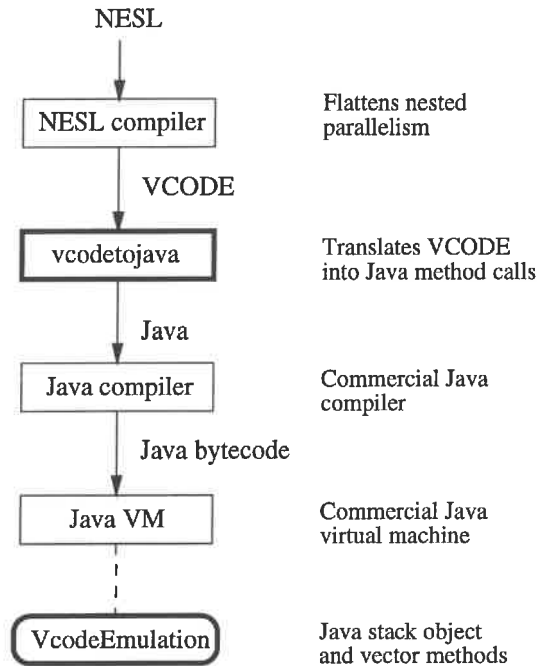 NESL
NESL compiler
Flattens nested
parallelism
VCODE
vcodetojava
Translates VCODE
into Java method calls
Java
Java compiler
Commercial Java
compiler
Java bytecode
Java VM
Commercial Java
virtual machine
VcodeEmulation
Java stack object
and vector methods